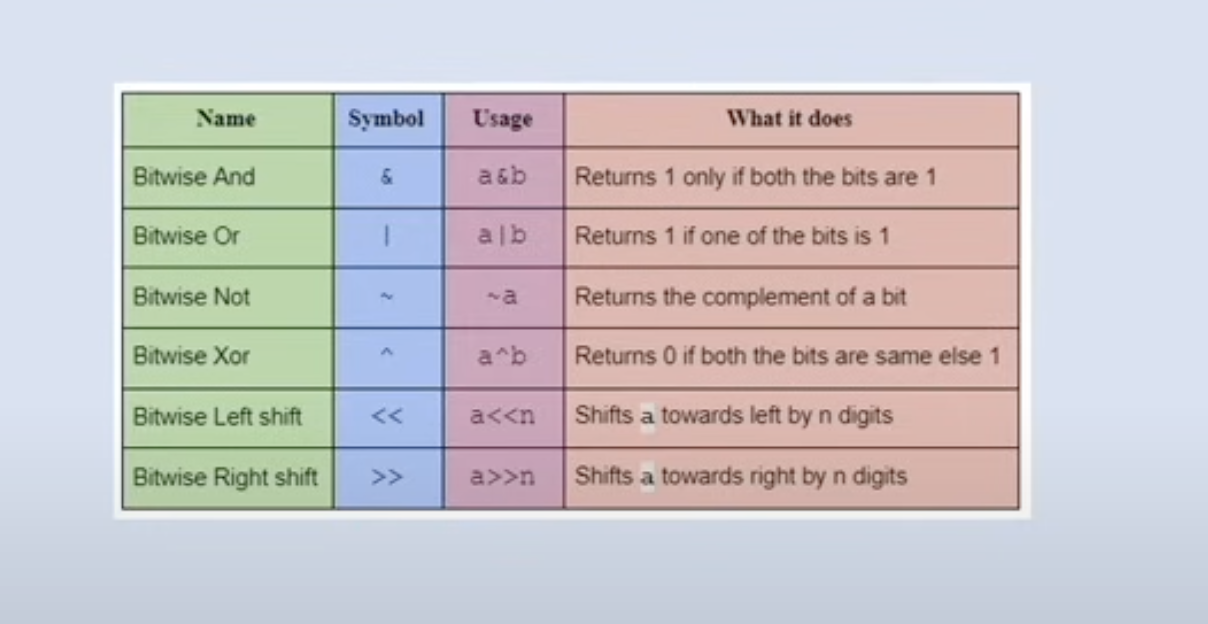 Name Symbol Usage What it does
Bitwise And & a&b Returns 1 only if both the bits are 1
Bitwise Or | a|b Returns 1 if one of the bits is 1
Bitwise Not ~ ~a Returns the complement of a bit
Bitwise Xor ^ a^b Returns 0 if both the bits are same else 1
Bitwise Left shift << a<<n Shifts a towards left by n digits
Bitwise Right shift >> a>>n Shifts a towards right by n digits